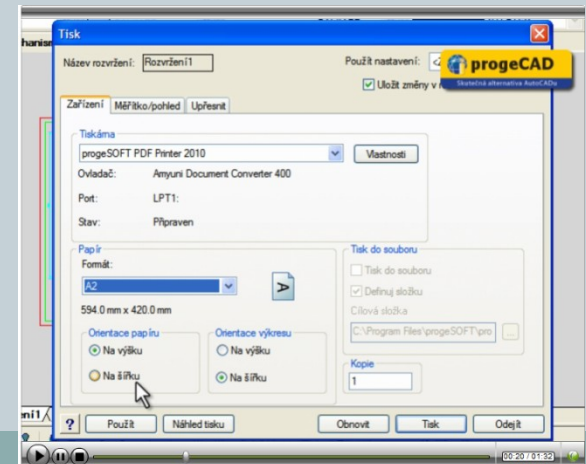 Tisk
hanism
Název rozvržení: Rozvržení1
Použít nastavení:
progeCAD
Skutečná alternativa AutoCADu
Uložit změny v
Zařízení Měřítko/pohled Upřesnit
Tiskárna
progeSOFT PDF Printer 2010
Vlastnosti
Ovladač: Amyuni Document Converter 400
Port: LPT1:
Stav: Připraven
Papír
Formát:
A2
A
594.0 mm x 420.0 mm
Orientace papíru
Na výšku
Na šířku
Orientace výkresu
Na výšku
Na šířku
Tisk do souboru
Tisk do souboru
Definuj složku
Cílová složka
C:\Program Files\progeSOFT\pro ...
Kopie
1
ní1
? Použít Náhled tisku Obnovit Tisk Odejít
00:20 / 01:32